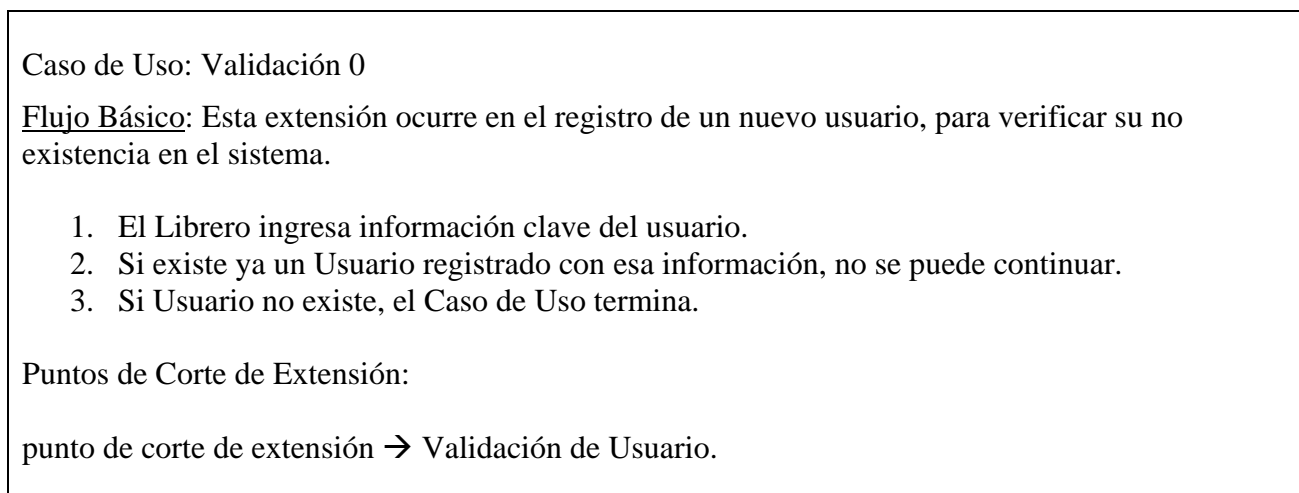 Caso de Uso: Validación 0
Flujo Básico: Esta extensión ocurre en el registro de un nuevo usuario, para verificar su no
existencia en el sistema.
1. El Librero ingresa información clave del usuario.
2. Si existe ya un Usuario registrado con esa información, no se puede continuar.
3. Si Usuario no existe, el Caso de Uso termina.
Puntos de Corte de Extensión:
punto de corte de extensión → Validación de Usuario.